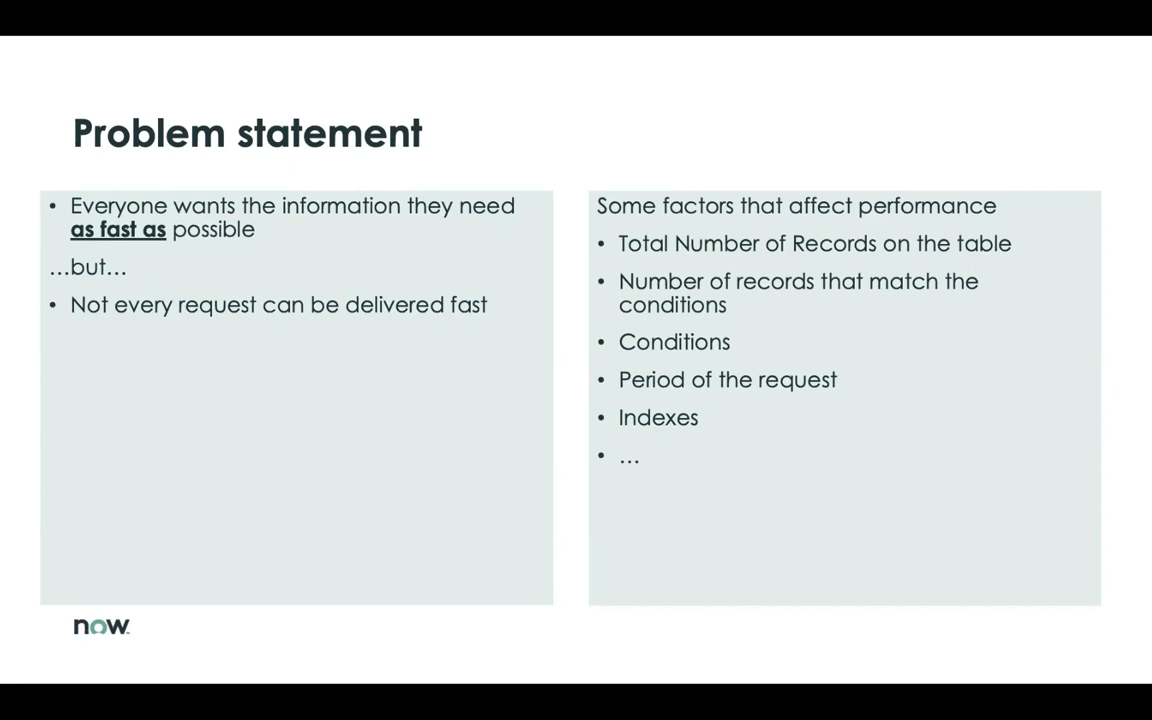 Problem statement
• Everyone wants the information they need
as fast as possible
...but...
• Not every request can be delivered fast
Some factors that affect performance
• Total Number of Records on the table
• Number of records that match the
conditions
• Conditions
• Period of the request
• Indexes
• ...
now